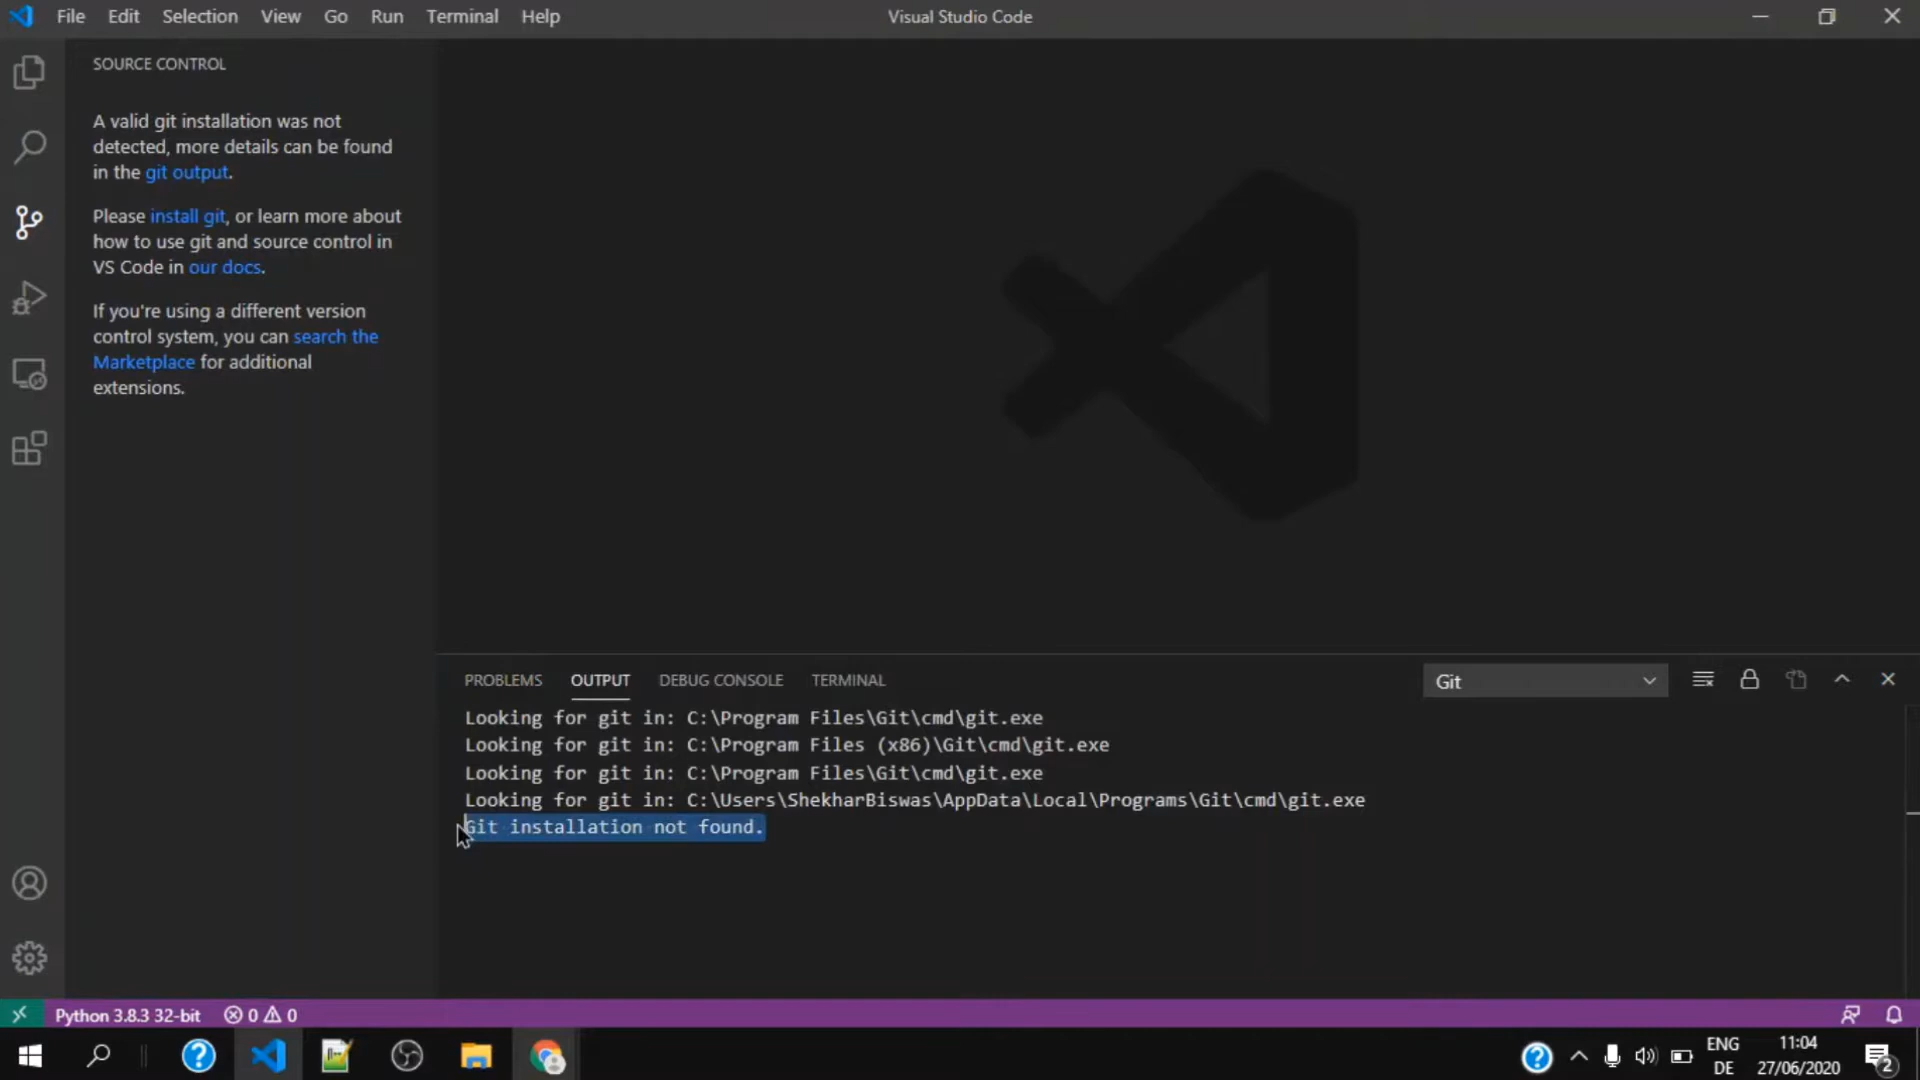 File Edit Selection View Go Run Terminal Help
Visual Studio Code
SOURCE CONTROL
A valid git installation was not
detected, more details can be found
in the git output.
Please install git, or learn more about
how to use git and source control in
VS Code in our docs.
If you're using a different version
control system, you can search the
Marketplace for additional
extensions.
PROBLEMS OUTPUT DEBUG CONSOLE TERMINAL
Git
Looking for git in: C:\Program Files\Git\cmd\git.exe
Looking for git in: C:\Program Files (x86)\Git\cmd\git.exe
Looking for git in: C:\Program Files\Git\cmd\git.exe
Looking for git in: C:\Users\ShekharBiswas\AppData\Local\Programs\Git\cmd\git.exe
Git installation not found.
Python 3.8.3 32-bit 0 0
ENG 11:04
DE 27/06/2020 2